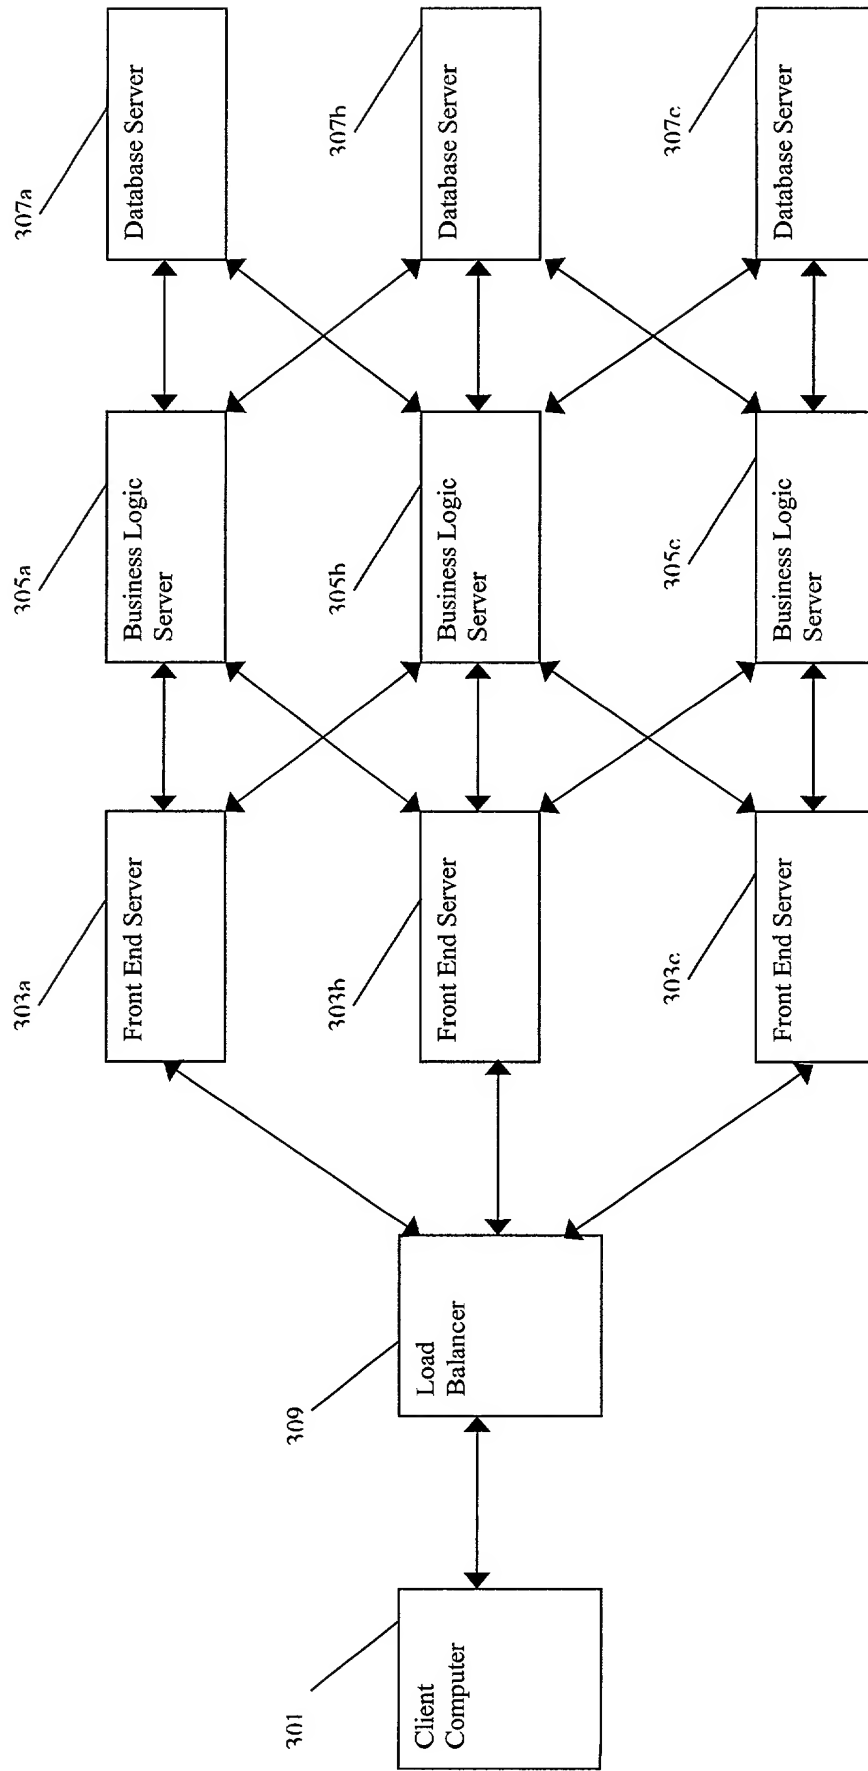 307a
Database Server
307b
Database Server
307c
Database Server
305a
Business Logic
Server
305b
Business Logic
Server
305c
Business Logic
Server
303a
Front End Server
303b
Front End Server
303c
Front End Server
309
Load
Balancer
301
Client
Computer